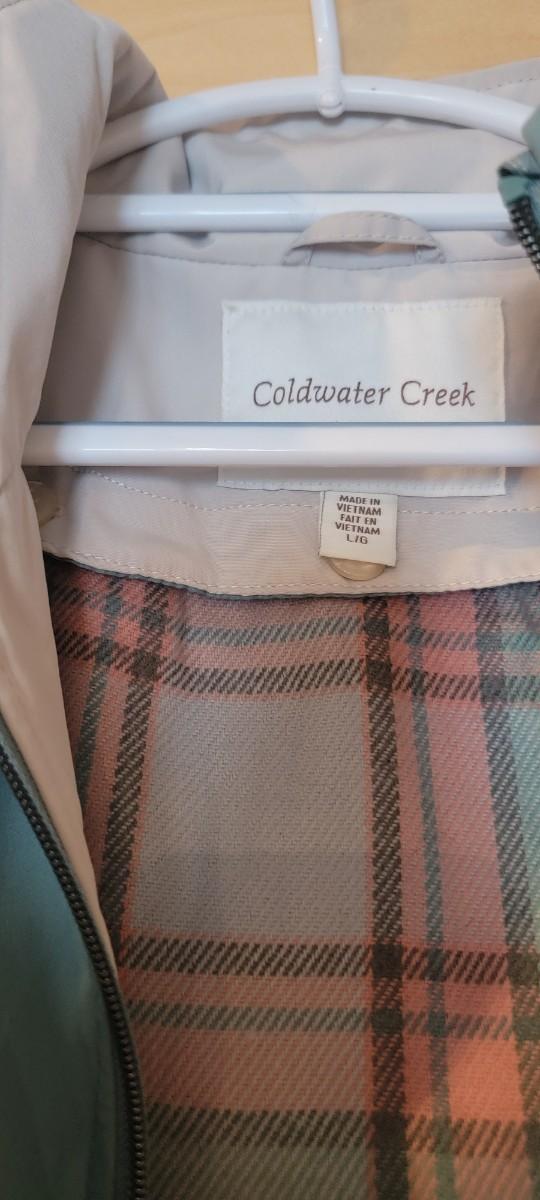 Coldwater Creek
MADE IN
VIETNAM
FAIT EN
VIETNAM
L/G